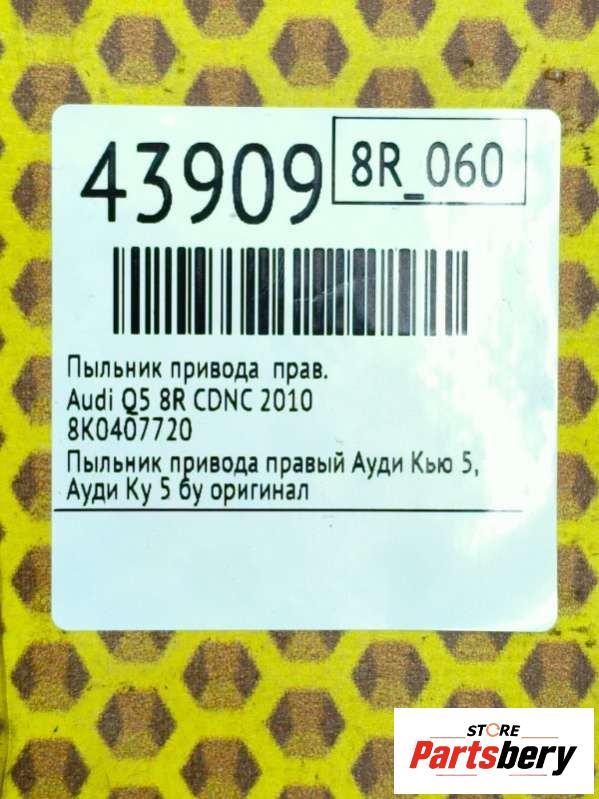 43909
8R_060
Пыльник привода прав.
Audi Q5 8R CDNC 2010
8K0407720
Пыльник привода правый Ауди Кью 5,
Ауди Ку 5 бу оригинал
STORE
Partsbery